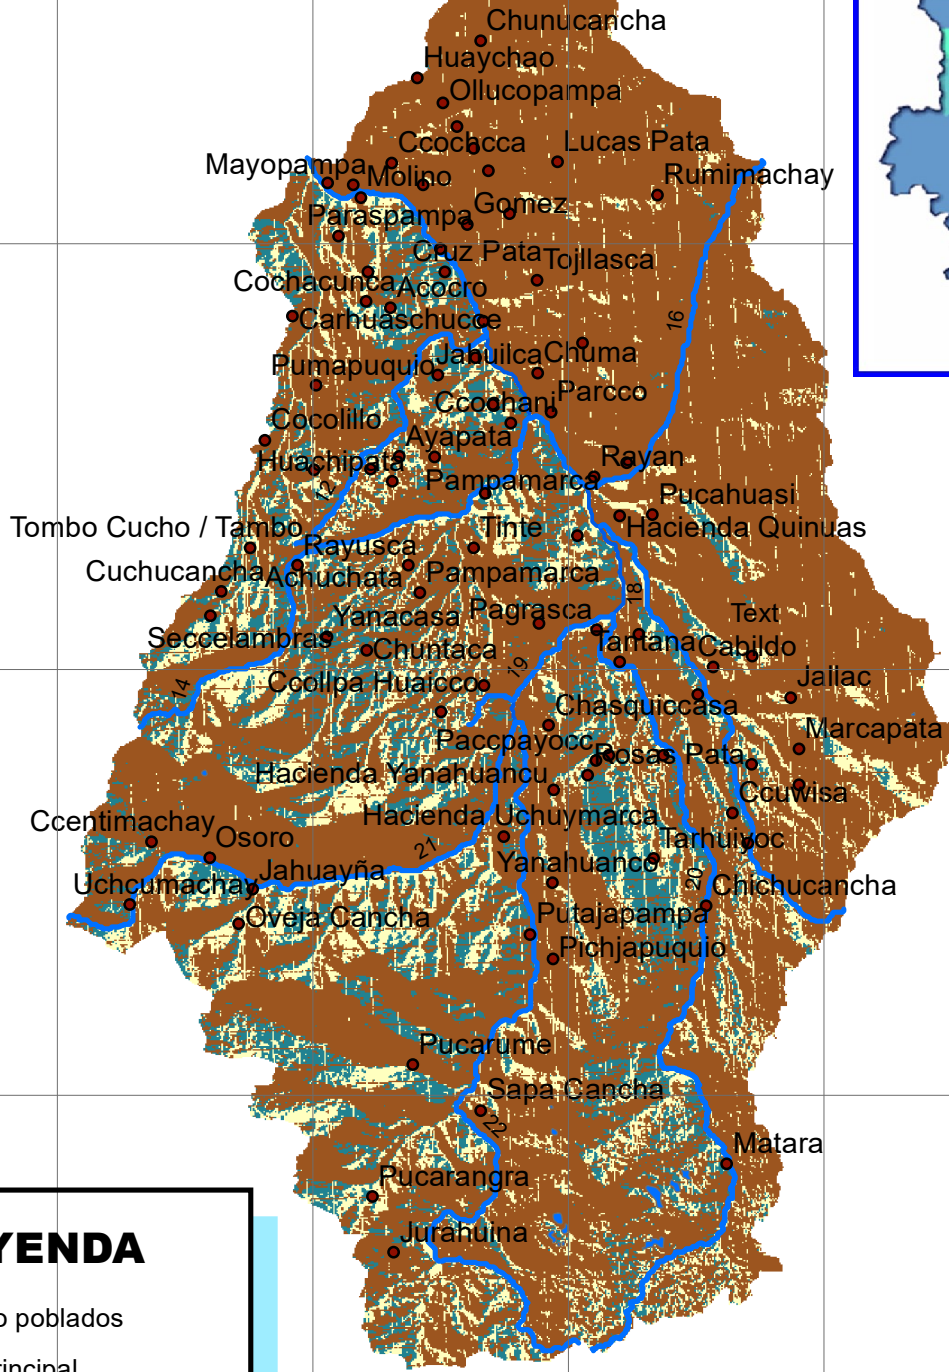 Chunucancha
Huaychao
Ollucopampa
Ccochcca
Lucas Pata
Mayopampa
Molino
Rumimachay
Paraspampa
Gomez
Cruz Pata
Tojllasca
Cochacunca
Acocro
Carhuaschucce
16
Jabuilca
Chuma
Pumapuquio
Ccochani
Parcco
Cocolillo
Ayapata
Huachipata
Rayan
12
Pampamarca
Pucahuasi
Tombo Cucho / Tambo
Tinte
Hacienda Quinuas
Rayusca
Cuchucancha
Achuchata
Pampamarca
18
Yanacasa
Pagrasca
Text
Seccelambras
Chuntaca
Tantana
Cabildo
19
14
Ccollpa Huaicco
Jallac
Chasquiccasa
Marcapata
Paccpayocc
Rosas Pata
Hacienda Yanahuancu
Ccuwisa
Hacienda Uchuymarca
Ccentimachay
Osoro
21
Tarhuiyoc
Yanahuanco
Jahuayña
20
Uchcumachay
Chichucancha
Oveja Cancha
Putajapampa
Pichjapuquio
Pucarume
Sapa Cancha
22
Matara
Pucarangra
Jurahuina
YENDA
o poblados
rincipal